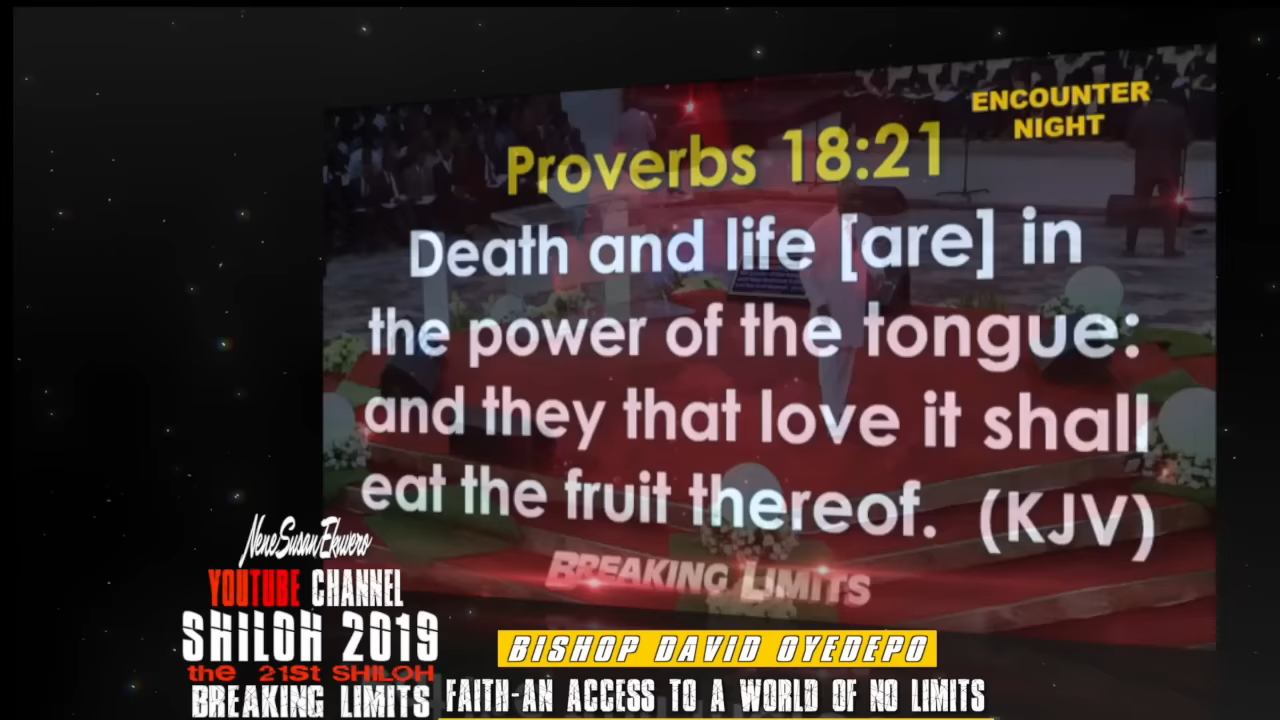 ENCOUNTER
NIGHT
Proverbs 18:21
Death and life [are] in
the power of the tongue:
and they that love it shall
eat the fruit thereof. (KJV)
BREAKING LIMITS
NeneSusanEkwero
YOUTUBE CHANNEL
SHILOH 2019
the 21st SHILOH
BREAKING LIMITS
BISHOP DAVID OYEDEPO
FAITH-AN ACCESS TO A WORLD OF NO LIMITS